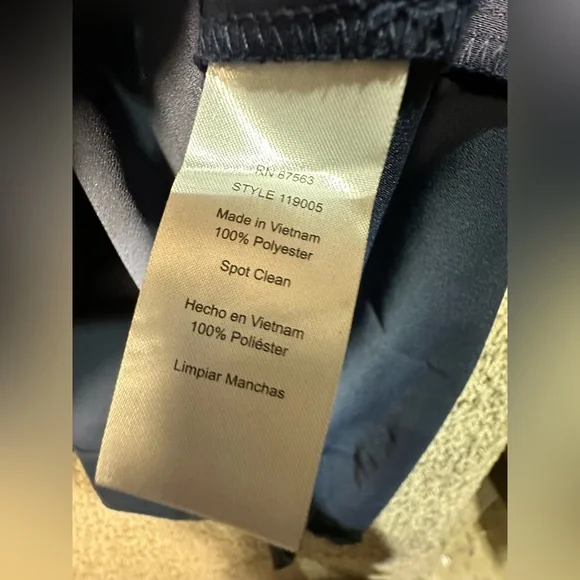 RN 87563
STYLE 119005
Made in Vietnam
100% Polyester
Spot Clean
Hecho en Vietnam
100% Poliéster
Limpiar Manchas